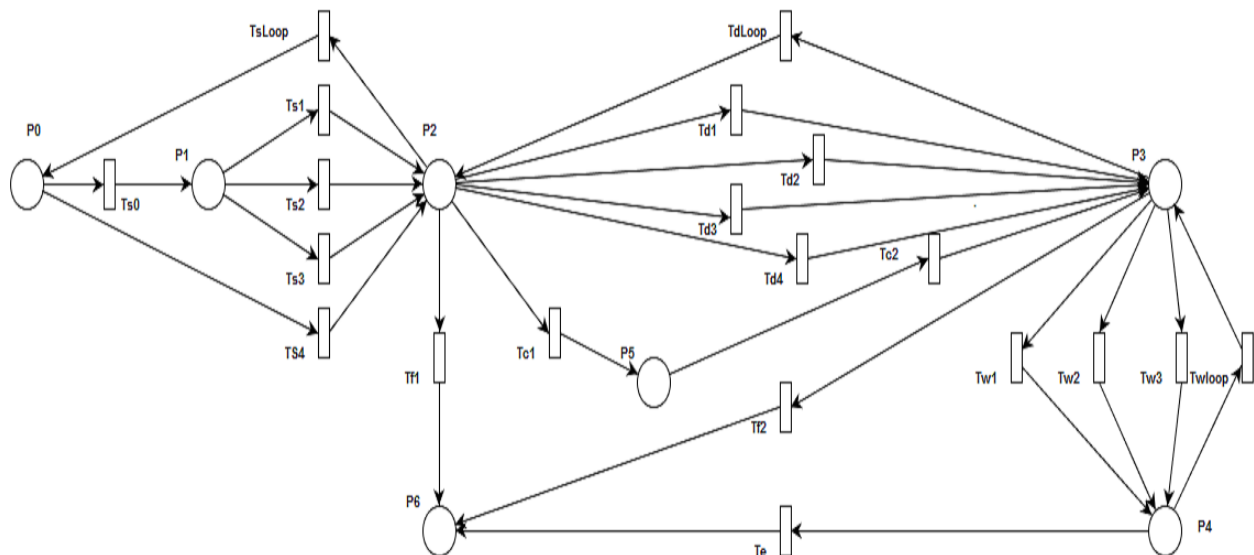 TsLoop
TdLoop
P0
Ts1
P1
P2
Td1
P3
Ts0
Ts2
Td2
Td3
Ts3
Td4
Tc2
TS4
Tc1
P5
Tf1
Tw1
Tw2
Tw3
Twloop
Tf2
P6
P4
Te